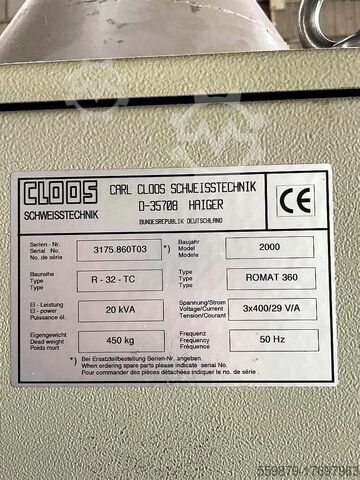 CLOOS
SCHWEISSTECHNIK
CARL CLOOS SCHWEISSTECHNIK
D-35708 HAIGER
BUNDESREPUBLIK DEUTSCHLAND
CE
Serien-Nr. 3175.860T03 *) Baujahr 2000
Serial No. Model
No. de série Modèle
Baureihe R - 32 - TC Type ROMAT 360
Type Type
Type Type
El - Leistung 20 kVA Spannung/Strom 3x400/29 V/A
El - power Voltage/Current
Puissance él. Tension/Courant
Eigengewicht 450 kg Frequenz 50 Hz
Dead weight Frequency
Poids mort Fréquence
*) Bei Ersatzteilbestellung Serien-Nr. angeben.
When ordering spare parts please indicate serial No.
Pour commander des pièces détachées indiquer le no. de série .
559879-17697963